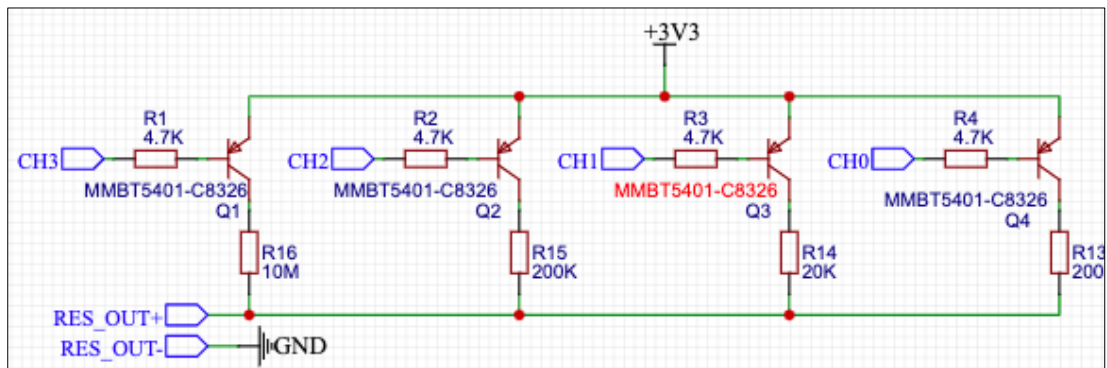 +3V3
R1
4.7K
CH3
MMBT5401-C8326
Q1
R2
4.7K
CH2
MMBT5401-C8326
Q2
R3
4.7K
CH1
MMBT5401-C8326
Q3
R4
4.7K
CH0
MMBT5401-C8326
Q4
R16
10M
R15
200K
R14
20K
R13
200
RES_OUT+
RES_OUT-
GND